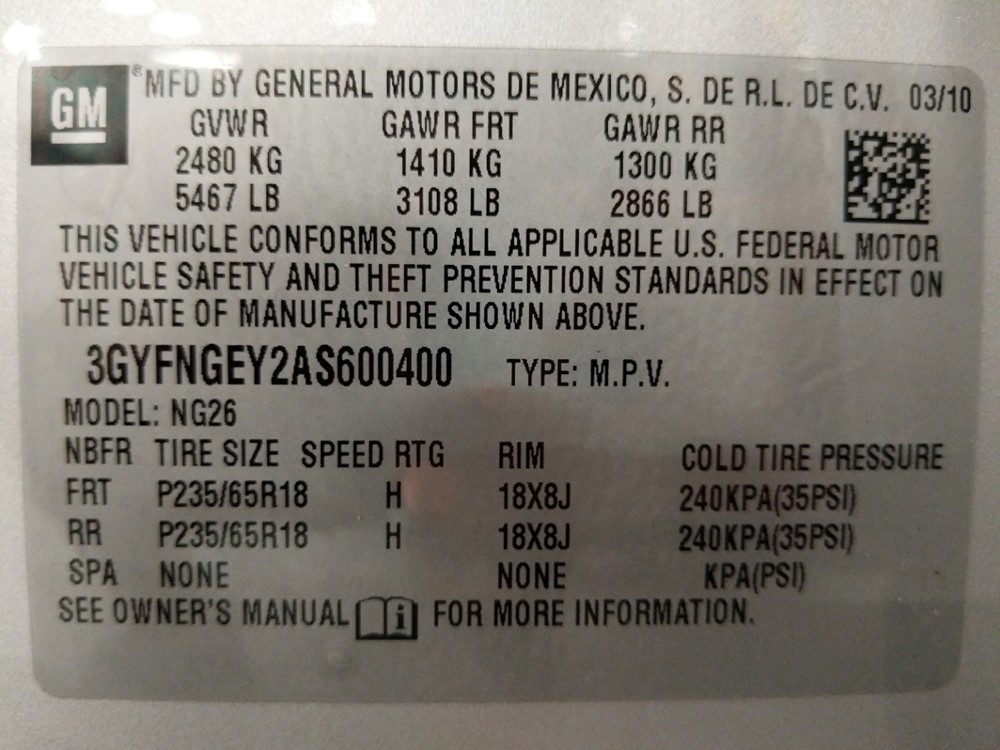 GM ® MFD BY GENERAL MOTORS DE MEXICO, S. DE R.L. DE C.V. 03/10
GVWR GAWR FRT GAWR RR
2480 KG 1410 KG 1300 KG
5467 LB 3108 LB 2866 LB
THIS VEHICLE CONFORMS TO ALL APPLICABLE U.S. FEDERAL MOTOR
VEHICLE SAFETY AND THEFT PREVENTION STANDARDS IN EFFECT ON
THE DATE OF MANUFACTURE SHOWN ABOVE.
3GYFNGEY2AS600400 TYPE: M.P.V.
MODEL: NG26
NBFR TIRE SIZE SPEED RTG RIM COLD TIRE PRESSURE
FRT P235/65R18 H 18X8J 240KPA(35PSI)
RR P235/65R18 H 18X8J 240KPA(35PSI)
SPA NONE NONE KPA(PSI)
SEE OWNER'S MANUAL i FOR MORE INFORMATION.